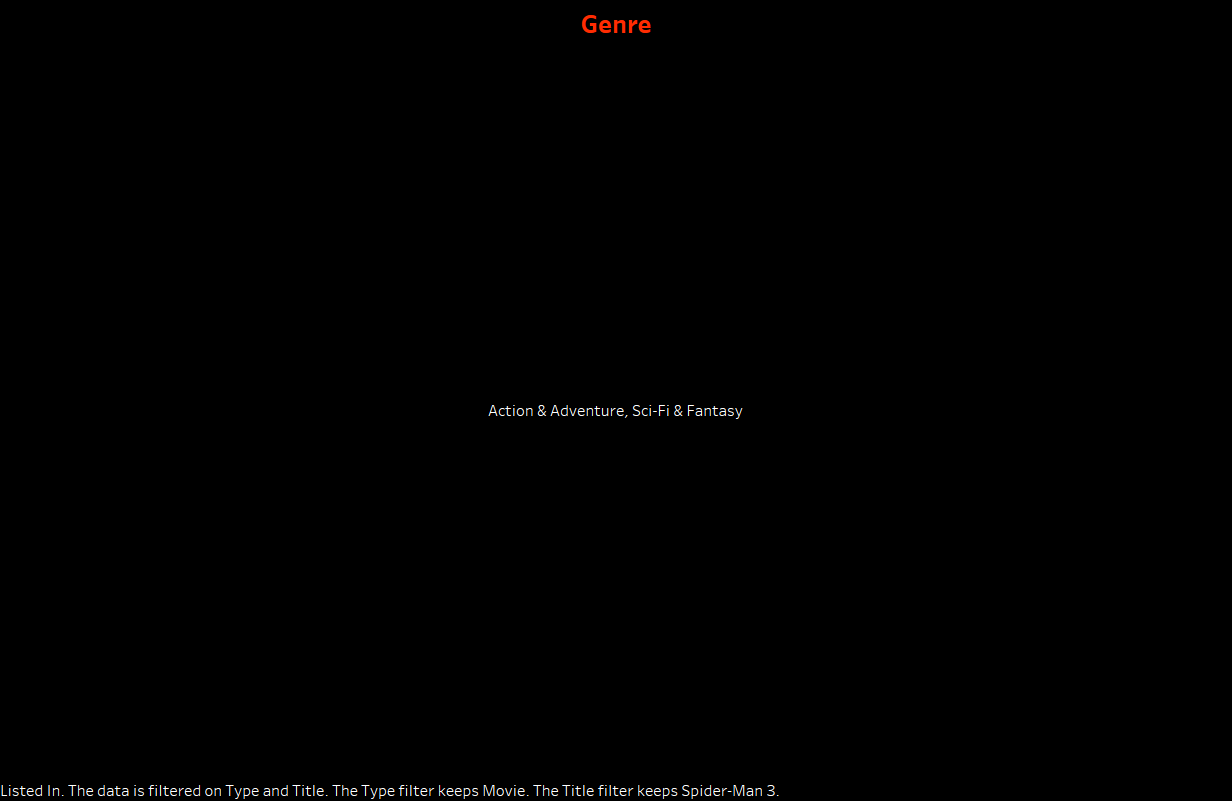 Genre
Action & Adventure, Sci-Fi & Fantasy
Listed In. The data is filtered on Type and Title. The Type filter keeps Movie. The Title filter keeps Spider-Man 3.